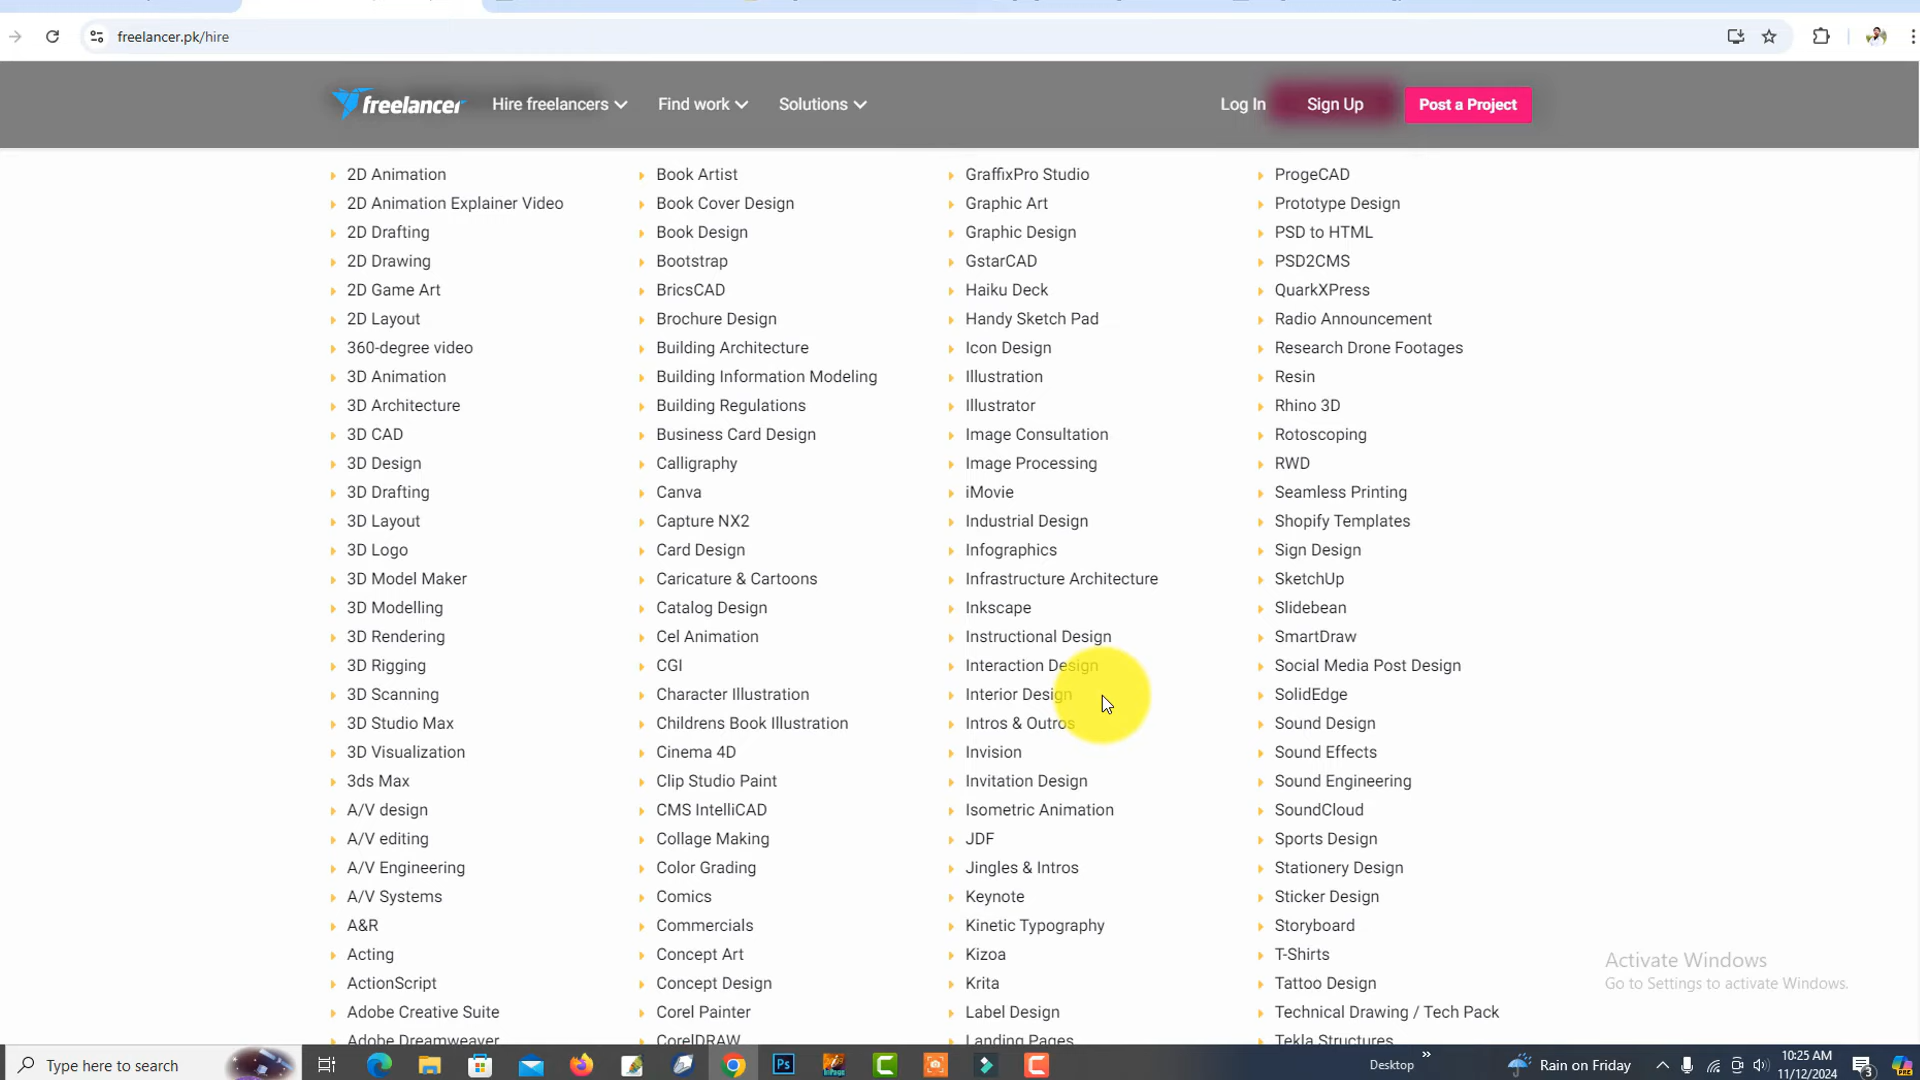 freelancer.pk/hire
freelancer
Hire freelancers
Find work
Solutions
Log In
Sign Up
Post a Project
2D Animation
2D Animation Explainer Video
2D Drafting
2D Drawing
2D Game Art
2D Layout
360-degree video
3D Animation
3D Architecture
3D CAD
3D Design
3D Drafting
3D Layout
3D Logo
3D Model Maker
3D Modelling
3D Rendering
3D Rigging
3D Scanning
3D Studio Max
3D Visualization
3ds Max
A/V design
A/V editing
A/V Engineering
A/V Systems
A&R
Acting
ActionScript
Adobe Creative Suite
Adobe Dreamweaver
Book Artist
Book Cover Design
Book Design
Bootstrap
BricsCAD
Brochure Design
Building Architecture
Building Information Modeling
Building Regulations
Business Card Design
Calligraphy
Canva
Capture NX2
Card Design
Caricature & Cartoons
Catalog Design
Cel Animation
CGI
Character Illustration
Childrens Book Illustration
Cinema 4D
Clip Studio Paint
CMS IntelliCAD
Collage Making
Color Grading
Comics
Commercials
Concept Art
Concept Design
Corel Painter
CorelDRAW
GraffixPro Studio
Graphic Art
Graphic Design
GstarCAD
Haiku Deck
Handy Sketch Pad
Icon Design
Illustration
Illustrator
Image Consultation
Image Processing
iMovie
Industrial Design
Infographics
Infrastructure Architecture
Inkscape
Instructional Design
Interaction Design
Interior Design
Intros & Outros
Invision
Invitation Design
Isometric Animation
JDF
Jingles & Intros
Keynote
Kinetic Typography
Kizoa
Krita
Label Design
Landing Pages
ProgeCAD
Prototype Design
PSD to HTML
PSD2CMS
QuarkXPress
Radio Announcement
Research Drone Footages
Resin
Rhino 3D
Rotoscoping
RWD
Seamless Printing
Shopify Templates
Sign Design
SketchUp
Slidebean
SmartDraw
Social Media Post Design
SolidEdge
Sound Design
Sound Effects
Sound Engineering
SoundCloud
Sports Design
Stationery Design
Sticker Design
Storyboard
T-Shirts
Tattoo Design
Technical Drawing / Tech Pack
Tekla Structures
Activate Windows
Go to Settings to activate Windows.
Type here to search
Ps
Desktop
Rain on Friday
10:25 AM
11/12/2024
3